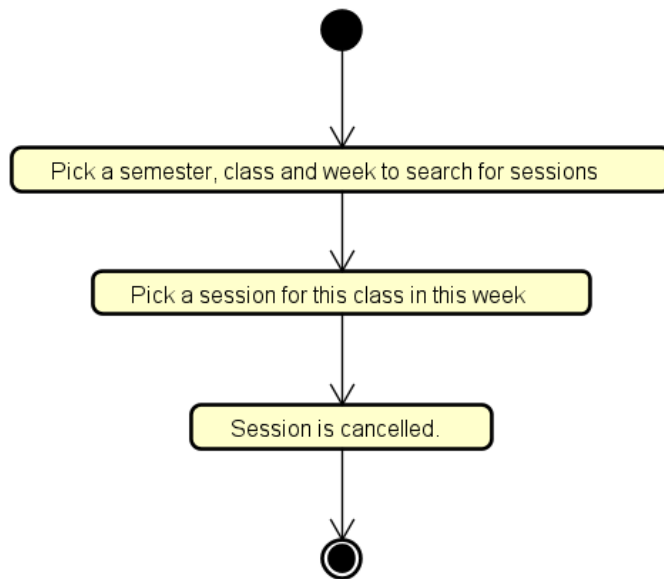 Pick a semester, class and week to search for sessions
Pick a session for this class in this week
Session is cancelled.